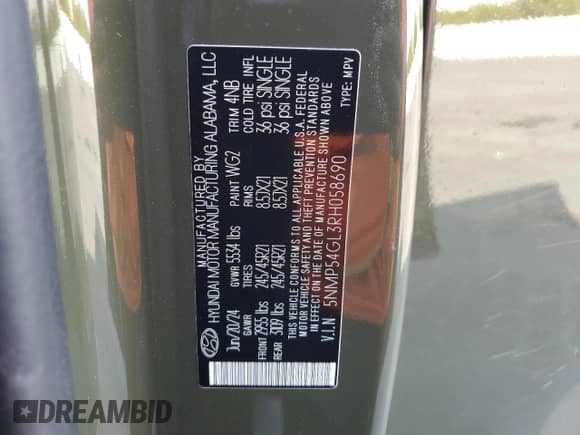 MANUFACTURED BY
HYUNDAI MOTOR MANUFACTURING ALABAMA, LLC
Jun/20/24 GVWR 5534 lbs PAINT WG2 TRIM 4NB
GAWR TIRES RIMS COLD TIRE INFL
FRONT 2955 lbs 245/45R21 8.5JX21 36 psi SINGLE
REAR 3109 lbs 245/45R21 8.5JX21 36 psi SINGLE
THIS VEHICLE CONFORMS TO ALL APPLICABLE U.S.A. FEDERAL
MOTOR VEHICLE SAFETY AND THEFT PREVENTION STANDARDS
IN EFFECT ON THE DATE OF MANUFACTURE SHOWN ABOVE
V.I.N 5NMP54GL3RH058690 TYPE: MPV
DREAMBID